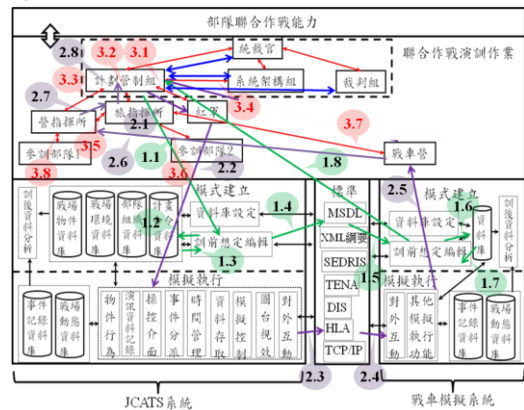 部隊聯合作戰能力
聯合作戰演訓作業
統裁官
計劃管制組
系統架構組
裁判組
營指揮所
旅指揮所
紅軍
參訓部隊1
參訓部隊2
戰車營
2.8
3.2
3.1
3.3
3.4
2.7
2.1
3.5
2.6
1.1
2.2
3.6
3.8
1.8
3.7
2.5
模式建立
標準
模式建立
訓後資料分析
戰場物件資料庫
戰場環境資料庫
部隊組織資料庫
計畫
1.2
資料庫設定
訓前想定編輯
1.3
1.4
MSDL
XML綱要
SEDRIS
TENA
DIS
HLA
TCP/IP
1.5
資料庫設定
訓前想定編輯
1.6
資料庫
1.7
訓後資料分析
模擬執行
事件記錄資料庫
戰場動態資料庫
物件行為
演訊資料記錄
操控介面
事件分派
時間管理
資料存取
模擬控制
圖台視效
對外互動
2.3
2.4
模擬執行
對外互動
其他模擬執行功能
事件記錄資料庫
戰場動態資料庫
JCATS系統
戰車模擬系統